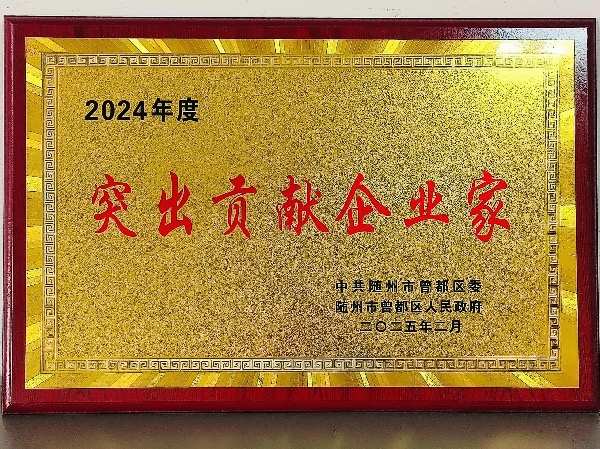 2024年度
突出贡献企业家
中共随州市曾都区委
随州市曾都区人民政府
二〇二五年二月